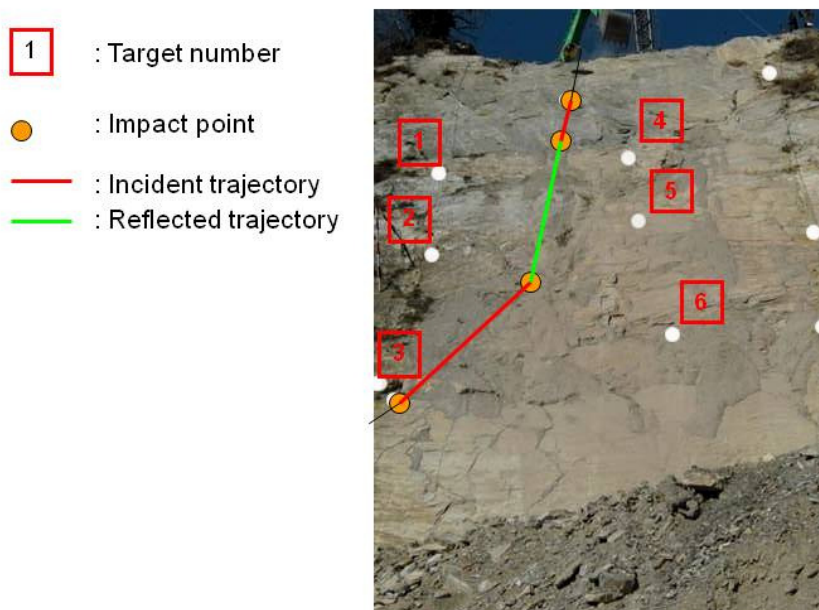 1 : Target number
: Impact point
: Incident trajectory
: Reflected trajectory
4
1
5
2
6
3